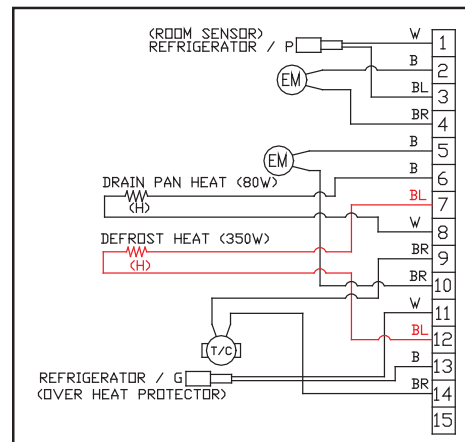 (ROOM SENSOR)
REFRIGERATOR / P
W
1
B
2
EM
BL
3
BR
4
B
5
EM
B
6
DRAIN PAN HEAT (80W)
(H)
BL
7
W
8
DEFROST HEAT (350W)
(H)
BR
9
BR
10
W
11
BL
12
T/C
B
13
REFRIGERATOR / G
(OVER HEAT PROTECTOR)
BR
14
15